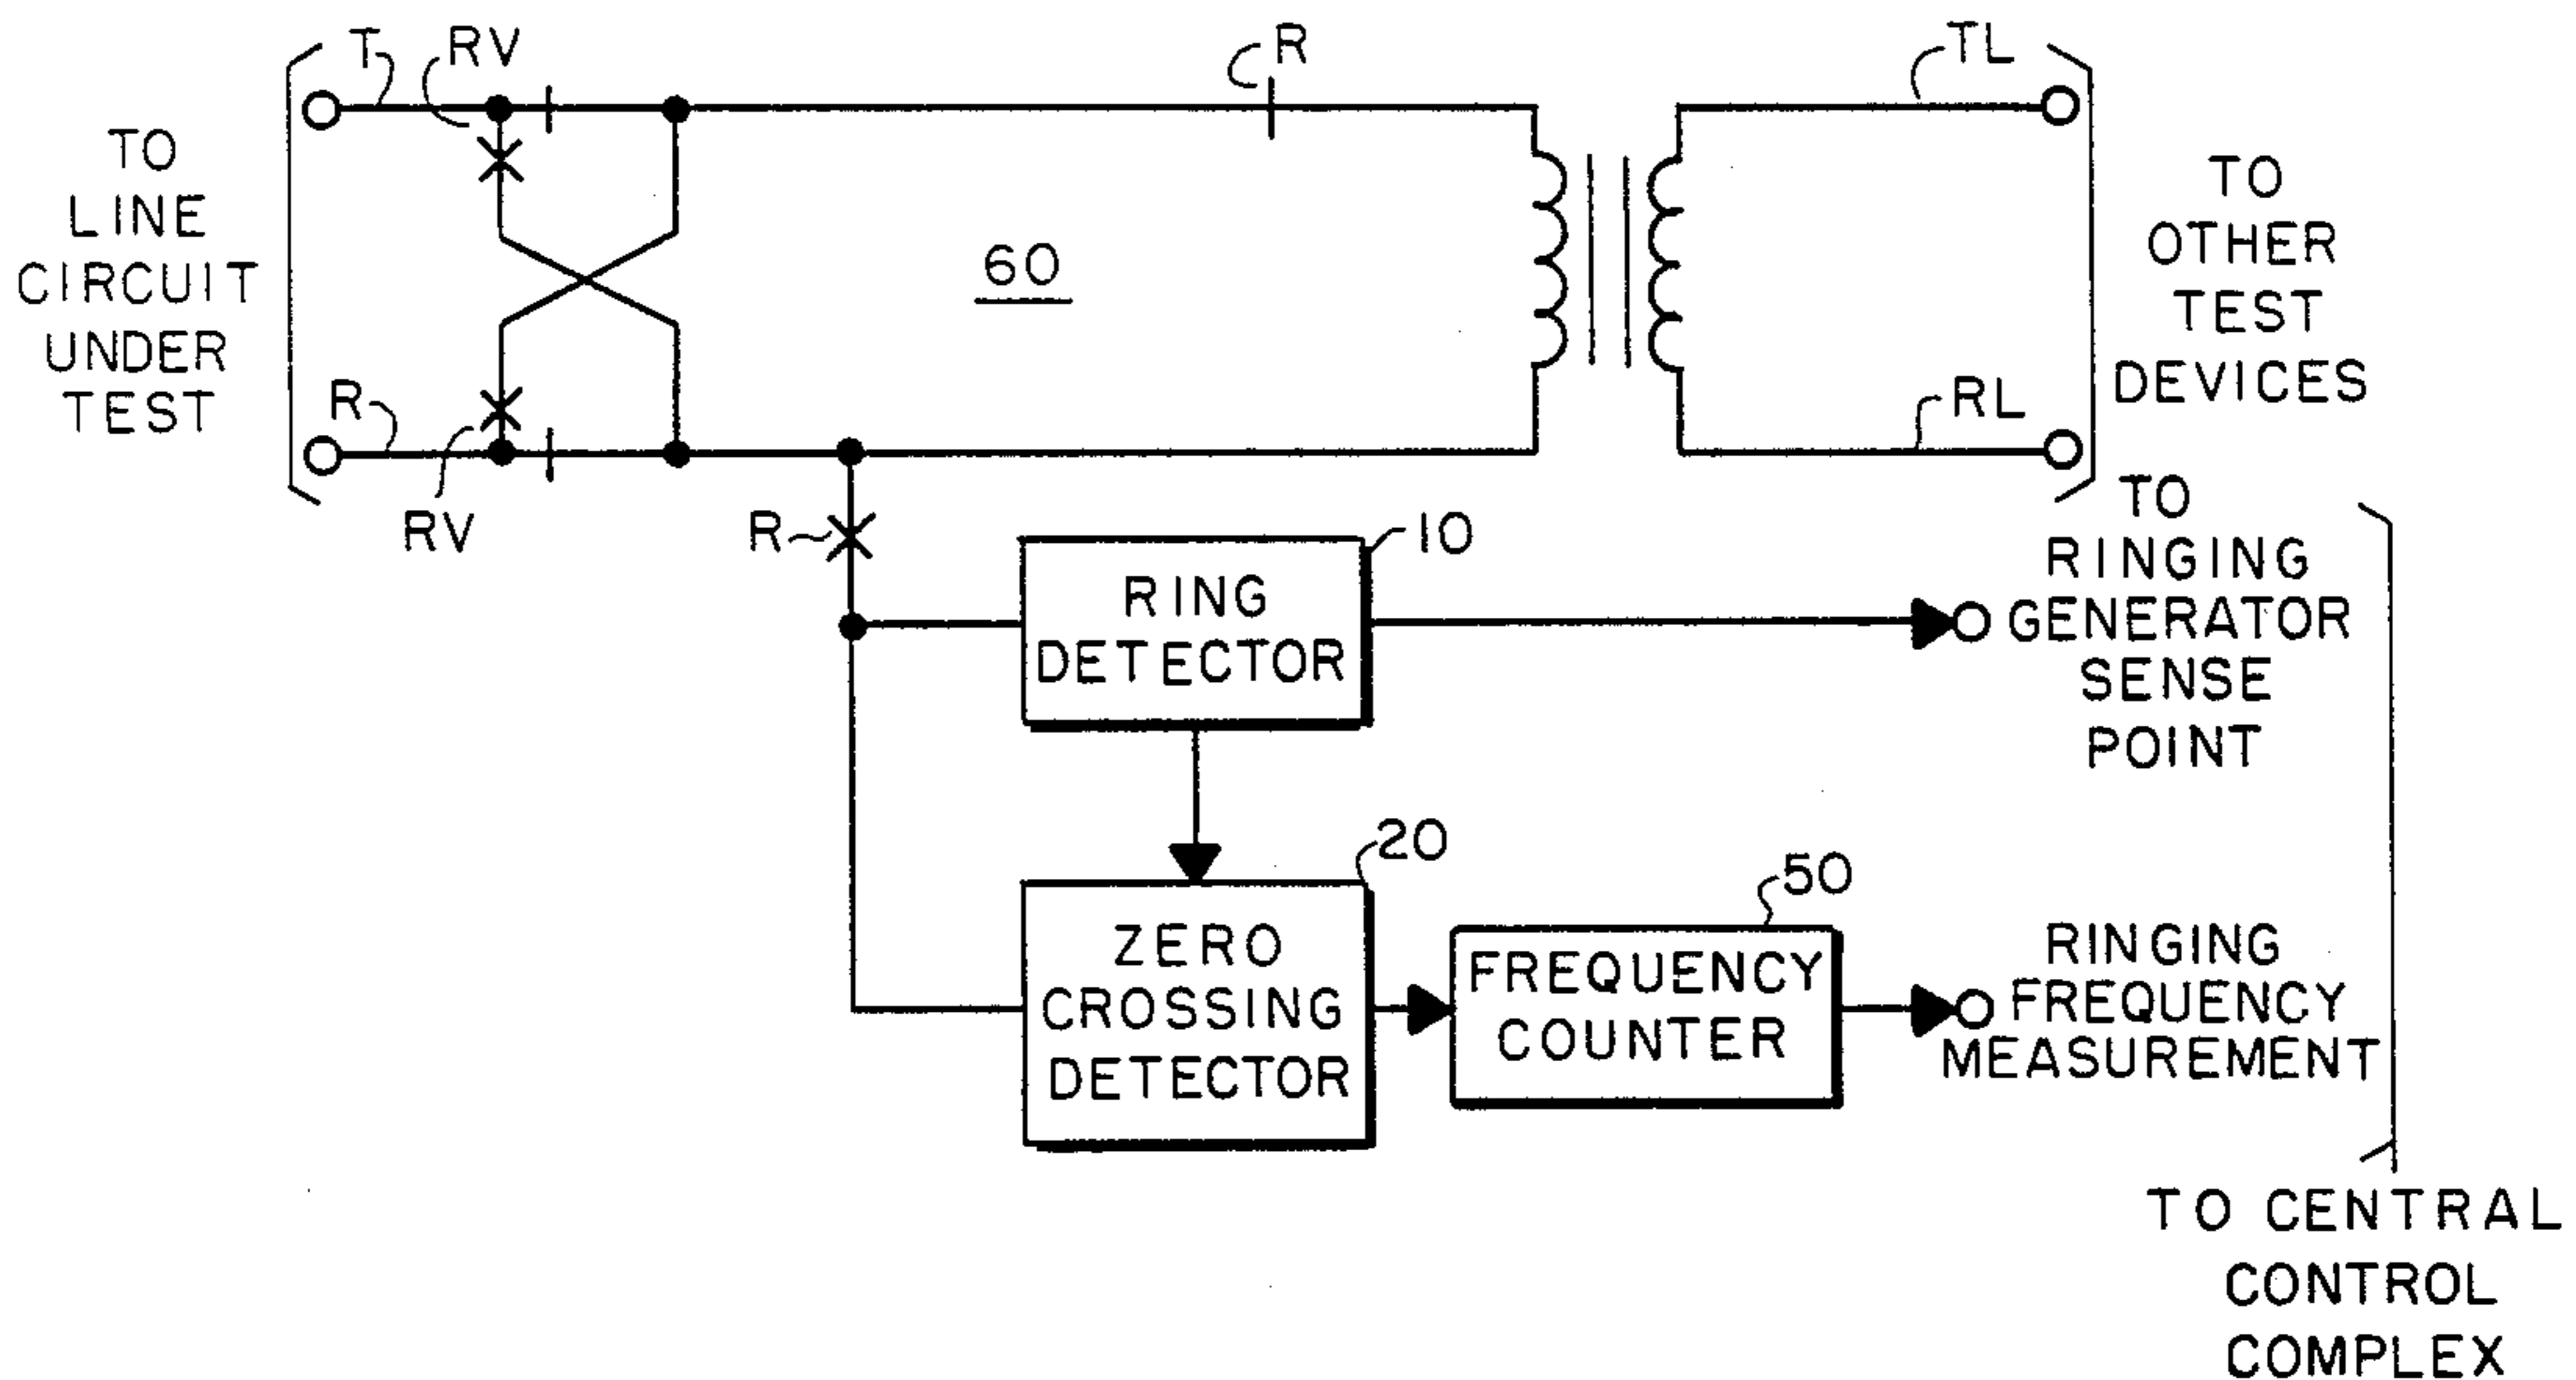 T
RV
R
TL
TO
LINE
CIRCUIT
UNDER
TEST
60
TO
OTHER
TEST
DEVICES
R
RL
RV
R
10
RING
DETECTOR
TO
RINGING
GENERATOR
SENSE
POINT
20
ZERO
CROSSING
DETECTOR
50
FREQUENCY
COUNTER
RINGING
FREQUENCY
MEASUREMENT
TO CENTRAL
CONTROL
COMPLEX